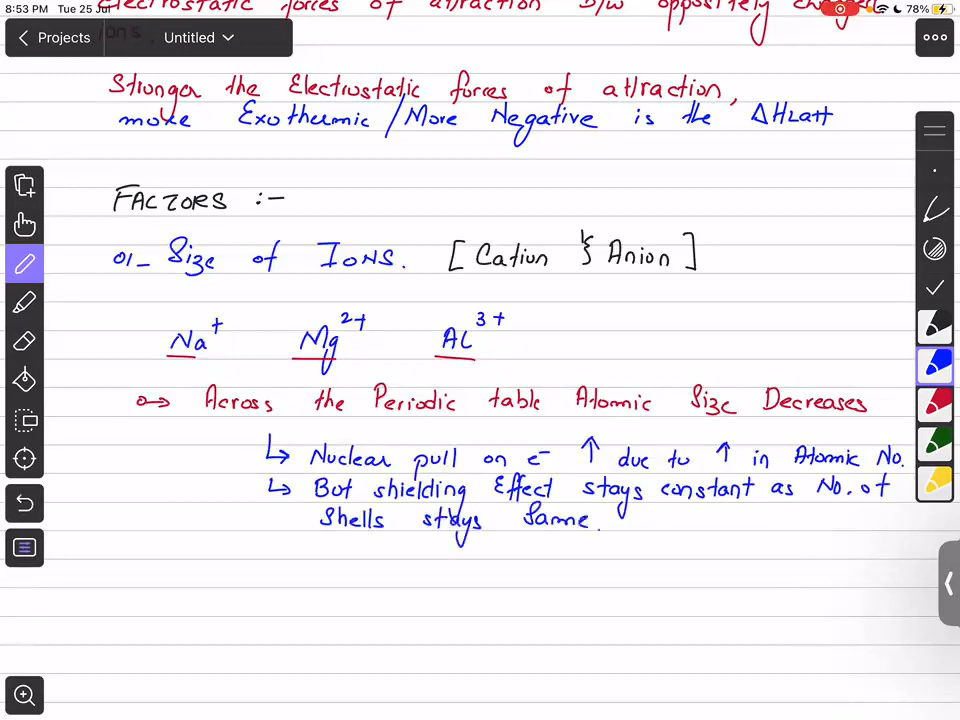 Electrostatic forces of attraction b/w oppositely charged
8:53 PM Tue 25 Jul
78%
Projects
Untitled
ions.
Stronger the Electrostatic forces of attraction,
more Exothermic / More Negative is the ΔHLatt
FACTORS :-
01_ Size of IONS. [Cation & Anion]
Na+ Mg2+ Al3+
Across the Periodic table Atomic Size Decreases
↳ Nuclear pull on e- ↑ due to ↑ in Atomic No.
↳ But shielding Effect stays constant as No. of
Shells stays Same.